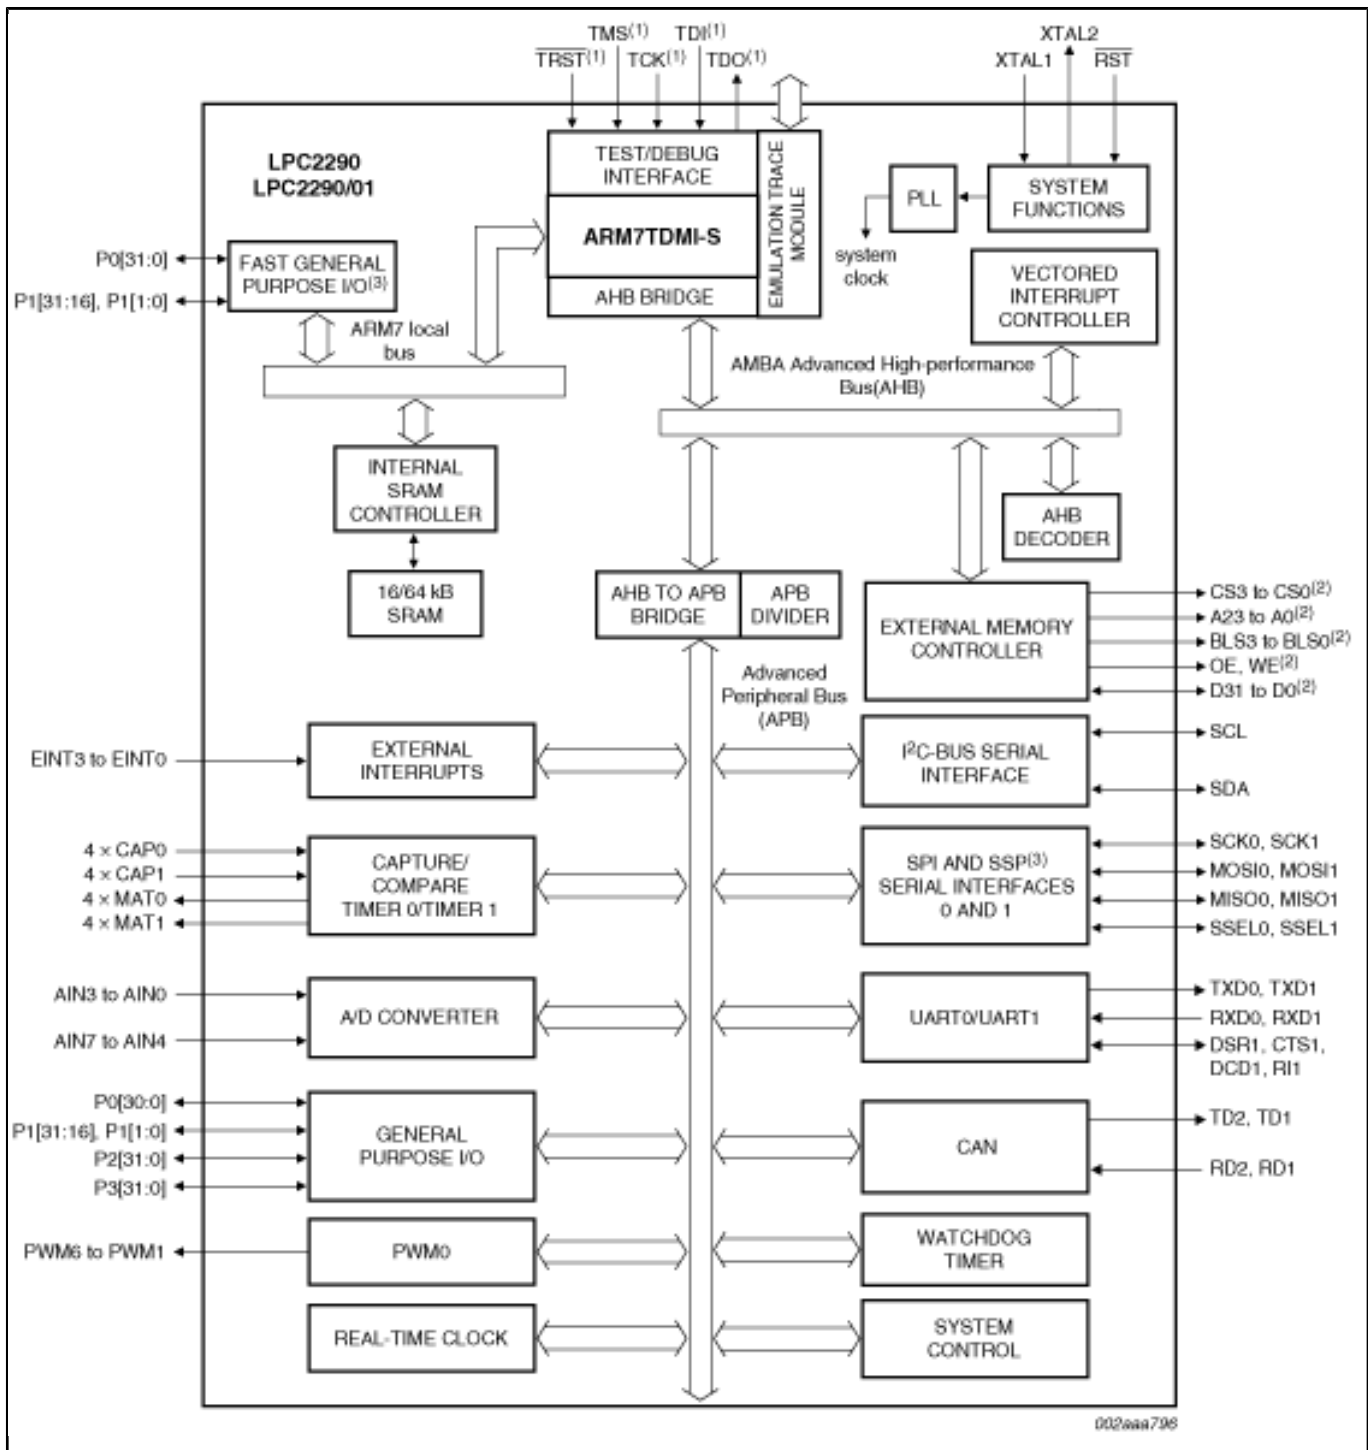 TMS(1)
TDI(1)
XTAL2
TRST(1)
TCK(1)
TDO(1)
XTAL1
RST
LPC2290
LPC2290/01
TEST/DEBUG
INTERFACE
EMULATION TRACE
MODULE
PLL
SYSTEM
FUNCTIONS
ARM7TDMI-S
system
clock
P0[31:0]
P1[31:16], P1[1:0]
FAST GENERAL
PURPOSE I/O(3)
AHB BRIDGE
VECTORED
INTERRUPT
CONTROLLER
ARM7 local
bus
AMBA Advanced High-performance
Bus(AHB)
INTERNAL
SRAM
CONTROLLER
AHB
DECODER
16/64 kB
SRAM
AHB TO APB
BRIDGE
APB
DIVIDER
EXTERNAL MEMORY
CONTROLLER
CS3 to CS0(2)
A23 to A0(2)
BLS3 to BLS0(2)
OE, WE(2)
D31 to D0(2)
Advanced
Peripheral Bus
(APB)
EINT3 to EINT0
EXTERNAL
INTERRUPTS
I2C-BUS SERIAL
INTERFACE
SCL
SDA
4 × CAP0
4 × CAP1
4 × MAT0
4 × MAT1
CAPTURE/
COMPARE
TIMER 0/TIMER 1
SPI AND SSP(3)
SERIAL INTERFACES
0 AND 1
SCK0, SCK1
MOSI0, MOSI1
MISO0, MISO1
SSEL0, SSEL1
AIN3 to AIN0
AIN7 to AIN4
A/D CONVERTER
UART0/UART1
TXD0, TXD1
RXD0, RXD1
DSR1, CTS1,
DCD1, RI1
P0[30:0]
P1[31:16], P1[1:0]
P2[31:0]
P3[31:0]
GENERAL
PURPOSE I/O
CAN
TD2, TD1
RD2, RD1
PWM6 to PWM1
PWM0
WATCHDOG
TIMER
REAL-TIME CLOCK
SYSTEM
CONTROL
002aaa796